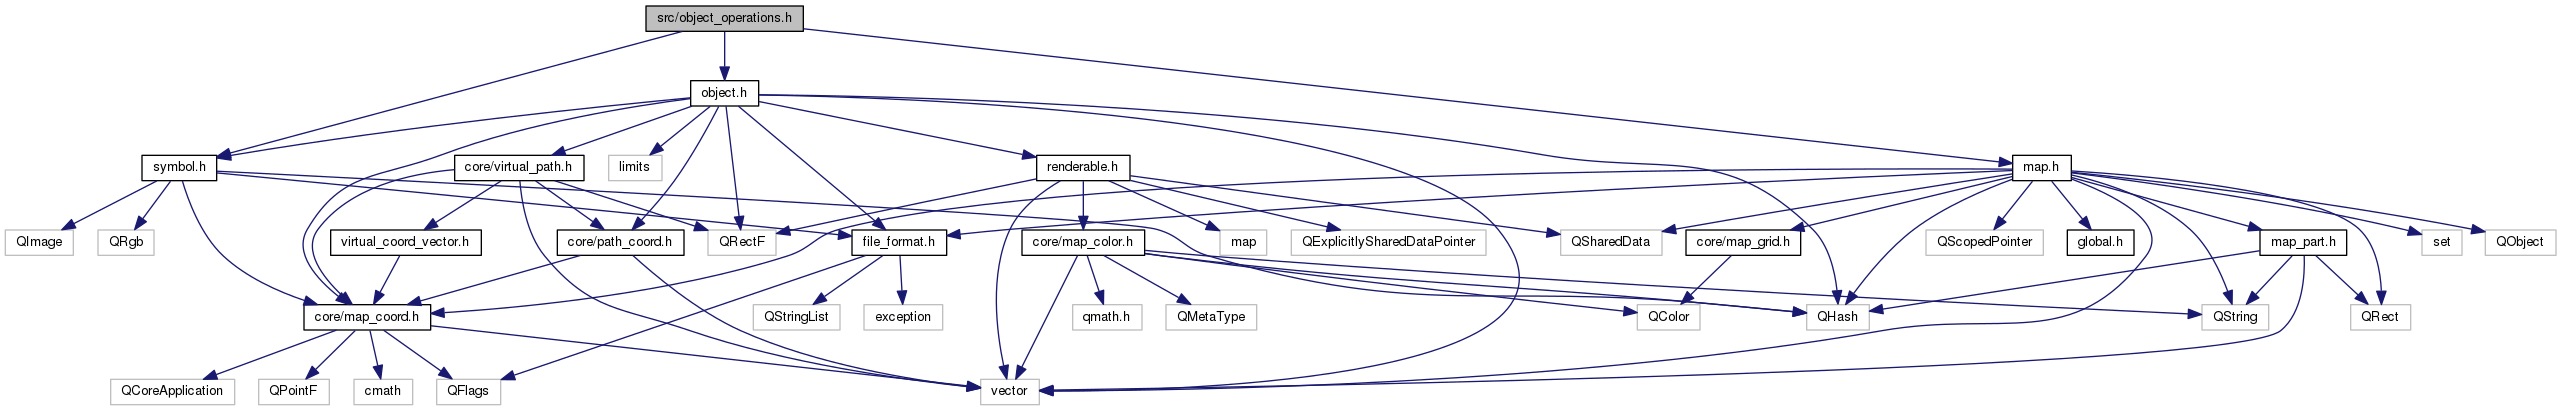 src/object_operations.h
object.h
symbol.h
core/virtual_path.h
limits
renderable.h
map.h
QImage
QRgb
virtual_coord_vector.h
core/path_coord.h
QRectF
file_format.h
core/map_color.h
map
QExplicitlySharedDataPointer
QSharedData
core/map_grid.h
QScopedPointer
global.h
map_part.h
set
QObject
core/map_coord.h
QStringList
exception
qmath.h
QMetaType
QColor
QHash
QString
QRect
QCoreApplication
QPointF
cmath
QFlags
vector